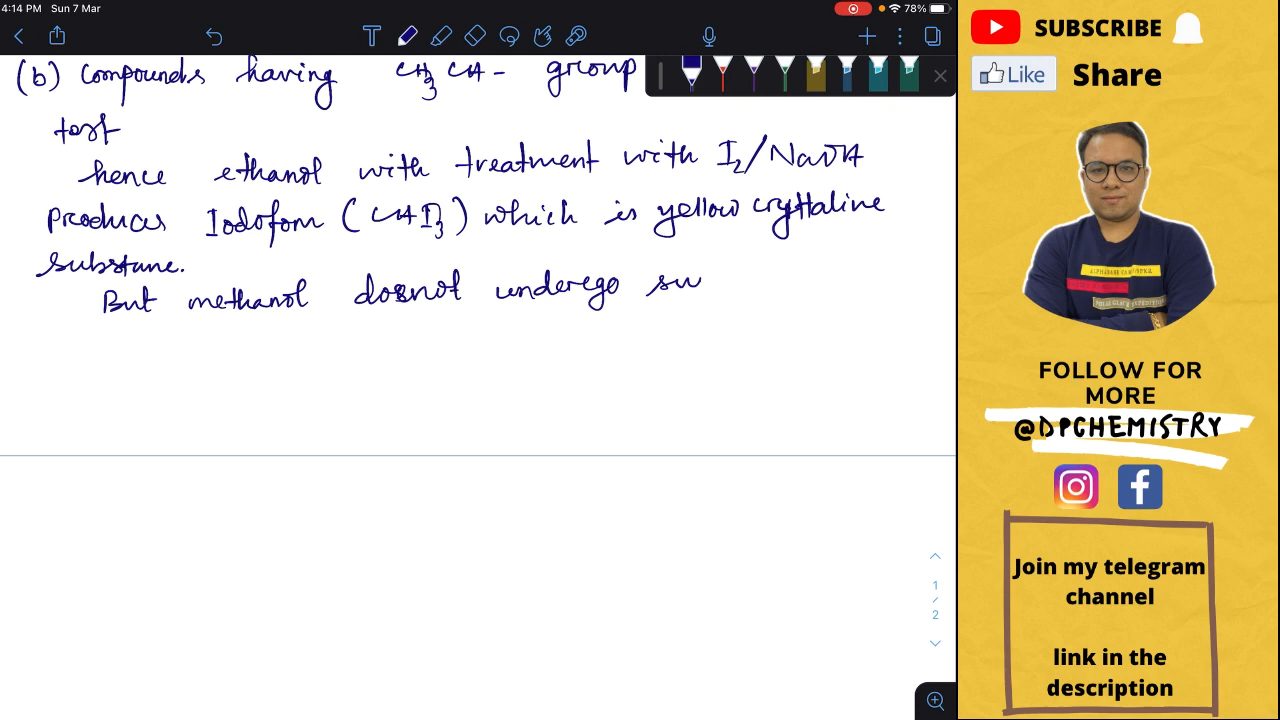 4:14 PM Sun 7 Mar
78%
(b) Compounds having CH3 CH- group
test
hence ethanol with treatment with I2/NaOH
Produces Iodoform (CHI3) which is yellow crystaline
substane.
But methanol doesnot underego su
1
/
2
SUBSCRIBE
Like Share
FOLLOW FOR
MORE
@DPCHEMISTRY
Join my telegram
channel
link in the
description